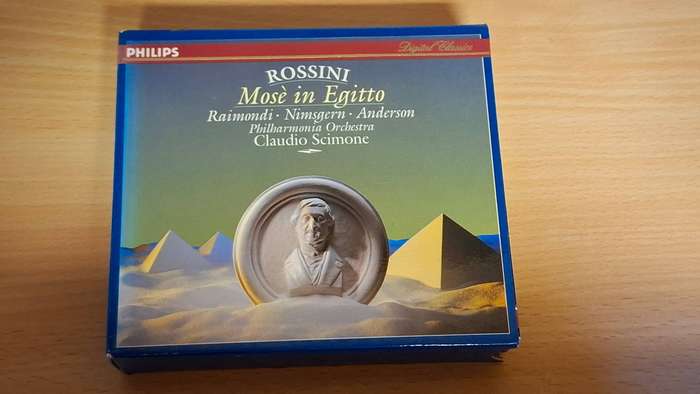 PHILIPS
Digital Classics
ROSSINI
Mosè in Egitto
Raimondi · Nimsgern · Anderson
Philharmonia Orchestra
Claudio Scimone